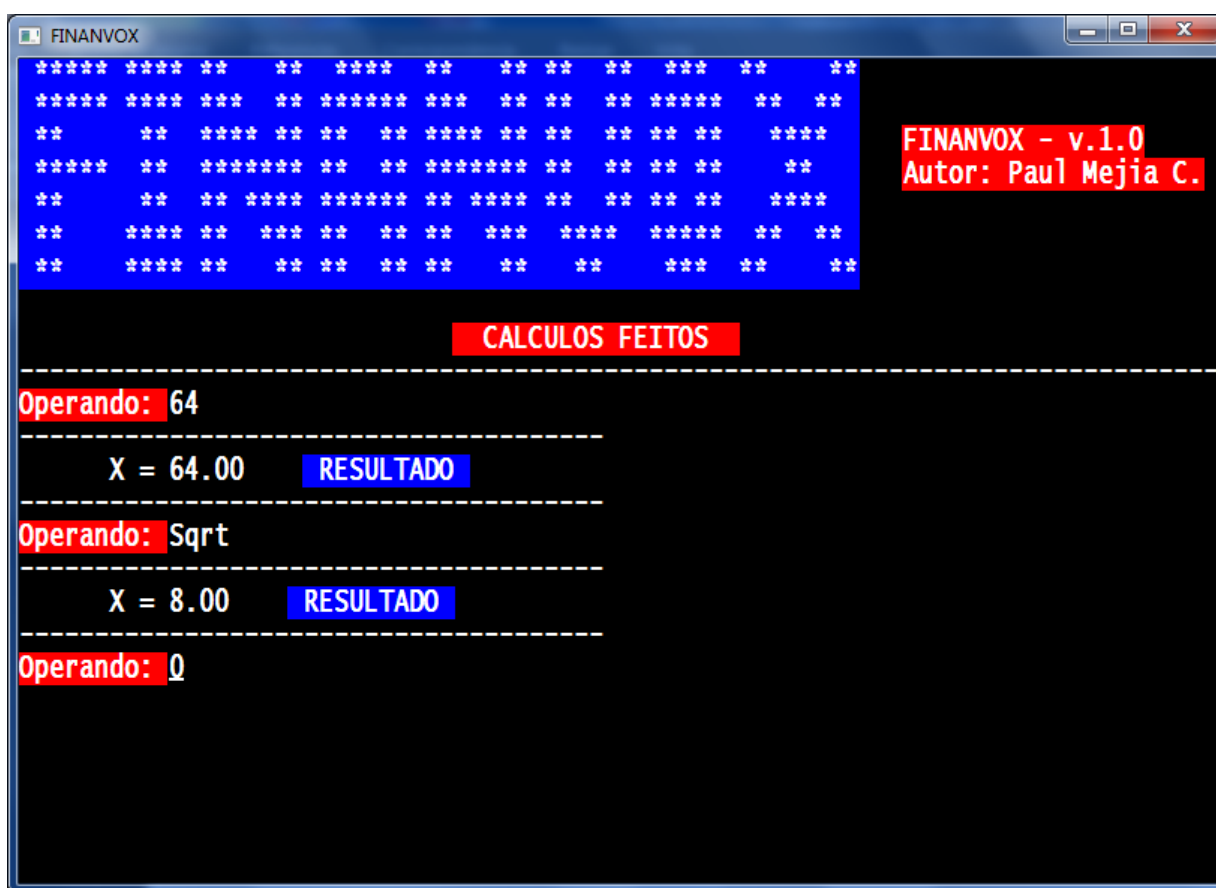 FINANVOX
***** **** **   **  ****  **   ** **  **  ***  **    **
***** **** ***  ** ****** ***  ** **  ** *****  **  **
**     **  **** ** **  ** **** ** **  ** ** **   ****
*****  **  ******* **  ** ******* **  ** ** **    **
**     **  ** **** ****** ** **** **  ** ** **   ****
**    **** **  *** **  ** **  ***  ****  *****  **  **
**    **** **   ** **  ** **   **   **    ***  **    **
FINANVOX - v.1.0
Autor: Paul Mejia C.
CALCULOS FEITOS
--------------------------------------------------------------------------------
Operando: 64
---------------------------------------
X = 64.00 RESULTADO
---------------------------------------
Operando: Sqrt
---------------------------------------
X = 8.00 RESULTADO
---------------------------------------
Operando: Q